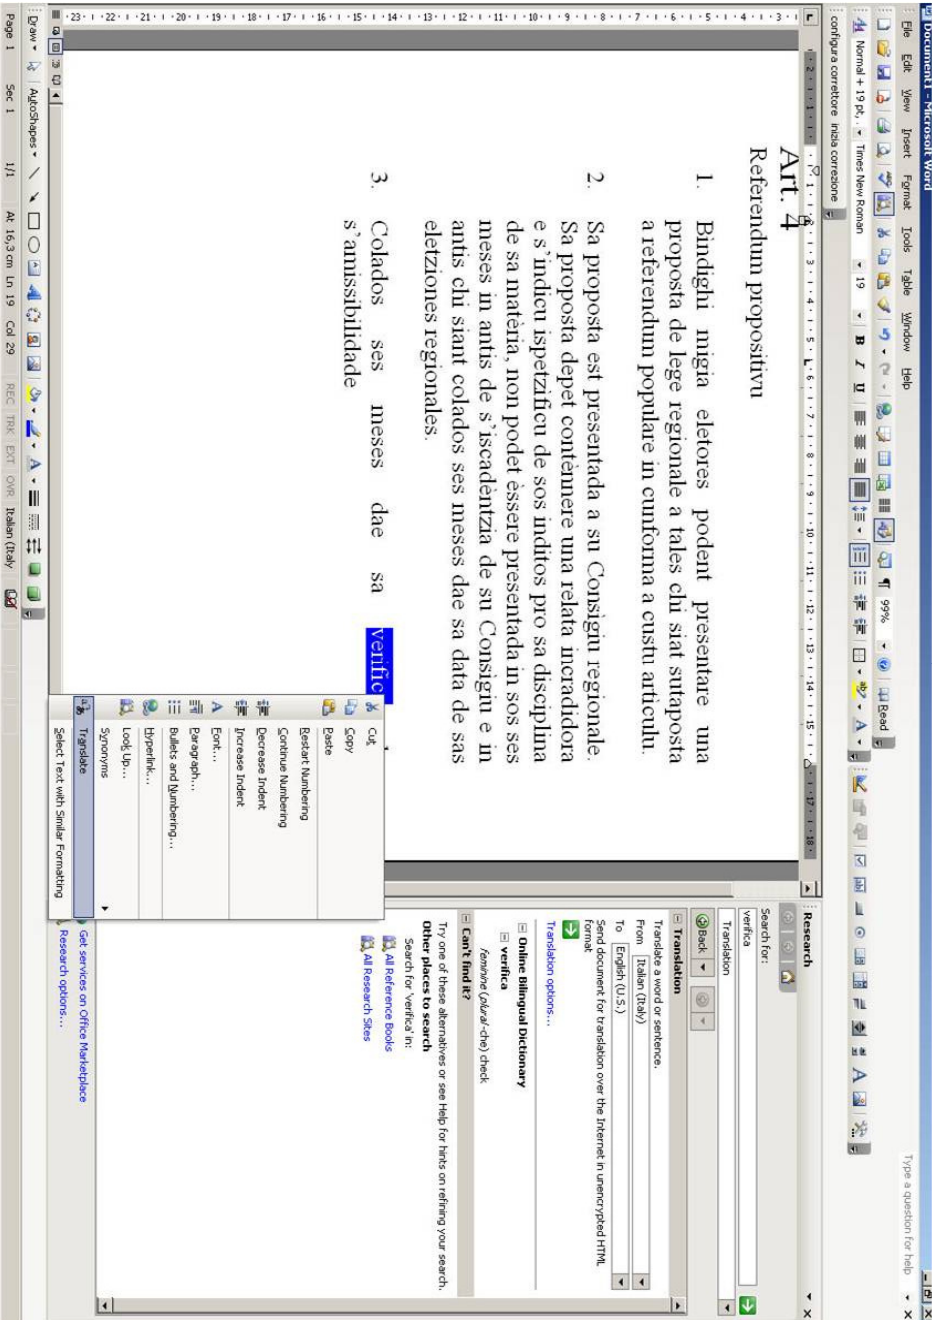 Document1 - Microsoft Word
File Edit View Insert Format Tools Table Window Help
Type a question for help
99%
Read
Normal + 19 pt,
Times New Roman
19
configura correttore inizia correzione
Art. 4
Referendum propositivu
1. Bindighi migia eletores podent presentare una
proposta de lege regionale a tales chi siat sutaposta
a referendum populare in cunforma a custu articulu.
2. Sa proposta est presentada a su Consigiu regionale.
Sa proposta depet contènnere una relata incradidora
e s'indicu ispetzìficu de sos inditos pro sa disciplina
de sa matèria, non podet èssere presentada in sos ses
meses in antis de s'iscadèntzia de su Consigiu e in
antis chi siant colados ses meses dae sa data de sas
eletziones regionales.
3. Colados ses meses dae sa verific
s'amissibilidade
Cut
Copy
Paste
Restart Numbering
Continue Numbering
Decrease Indent
Increase Indent
Font...
Paragraph...
Bullets and Numbering...
Hyperlink...
Look Up...
Synonyms
Translate
Select Text with Similar Formatting
Research
Search for:
verifica
Translation
Back
Translation
Translate a word or sentence.
From Italian (Italy)
To English (U.S.)
Send document for translation over the Internet in unencrypted HTML
format
Translation options...
Online Bilingual Dictionary
verifica
feminine (plural -che) check
Can't find it?
Try one of these alternatives or see Help for hints on refining your search.
Other places to search
Search for 'verifica' in:
All Reference Books
All Research Sites
Get services on Office Marketplace
Research options...
Draw AutoShapes
Page 1 Sec 1 1/1 At 16,3 cm Ln 19 Col 29 REC TRK EXT OVR Italian (Italy